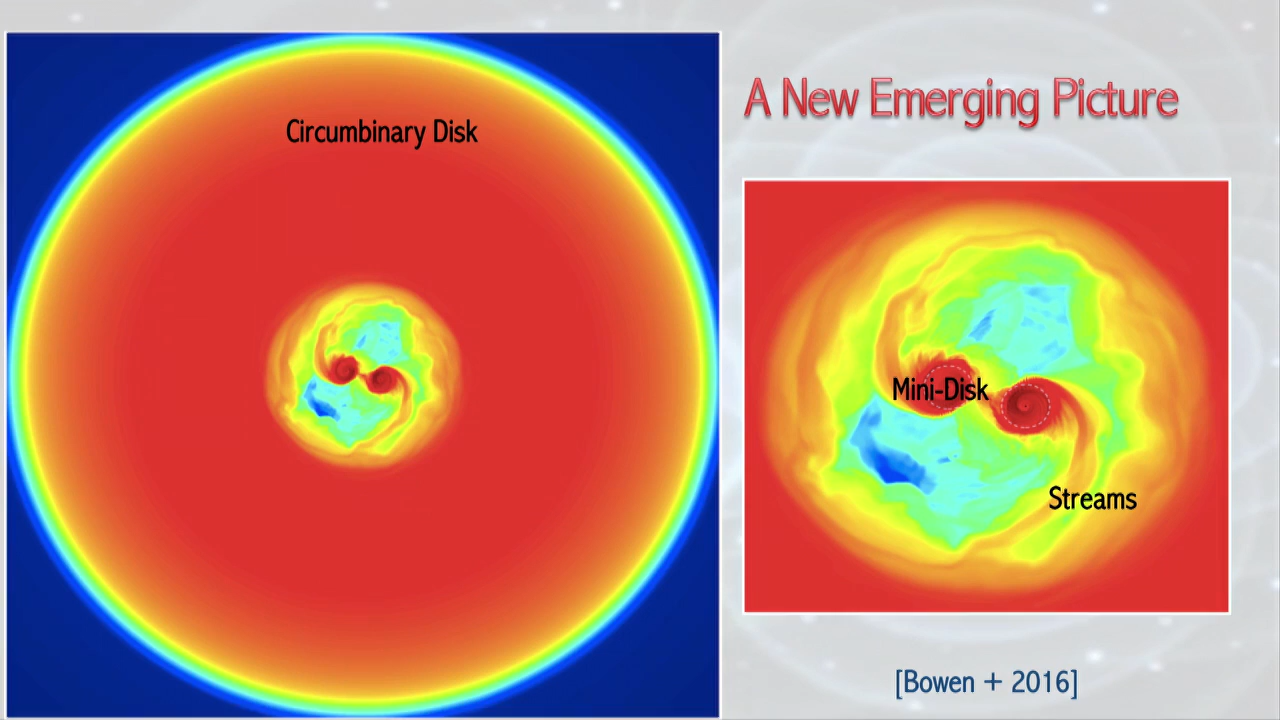 Circumbinary Disk
A New Emerging Picture
Mini-Disk
Streams
[Bowen + 2016]